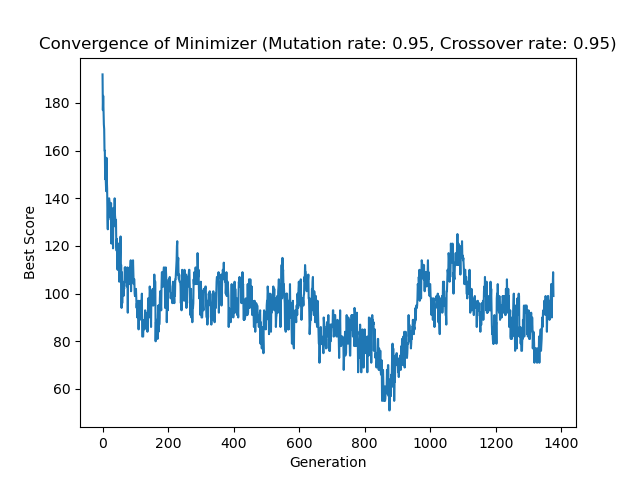 Convergence of Minimizer (Mutation rate: 0.95, Crossover rate: 0.95)
180
160
140
120
100
80
60
Best Score
0 200 400 600 800 1000 1200 1400
Generation